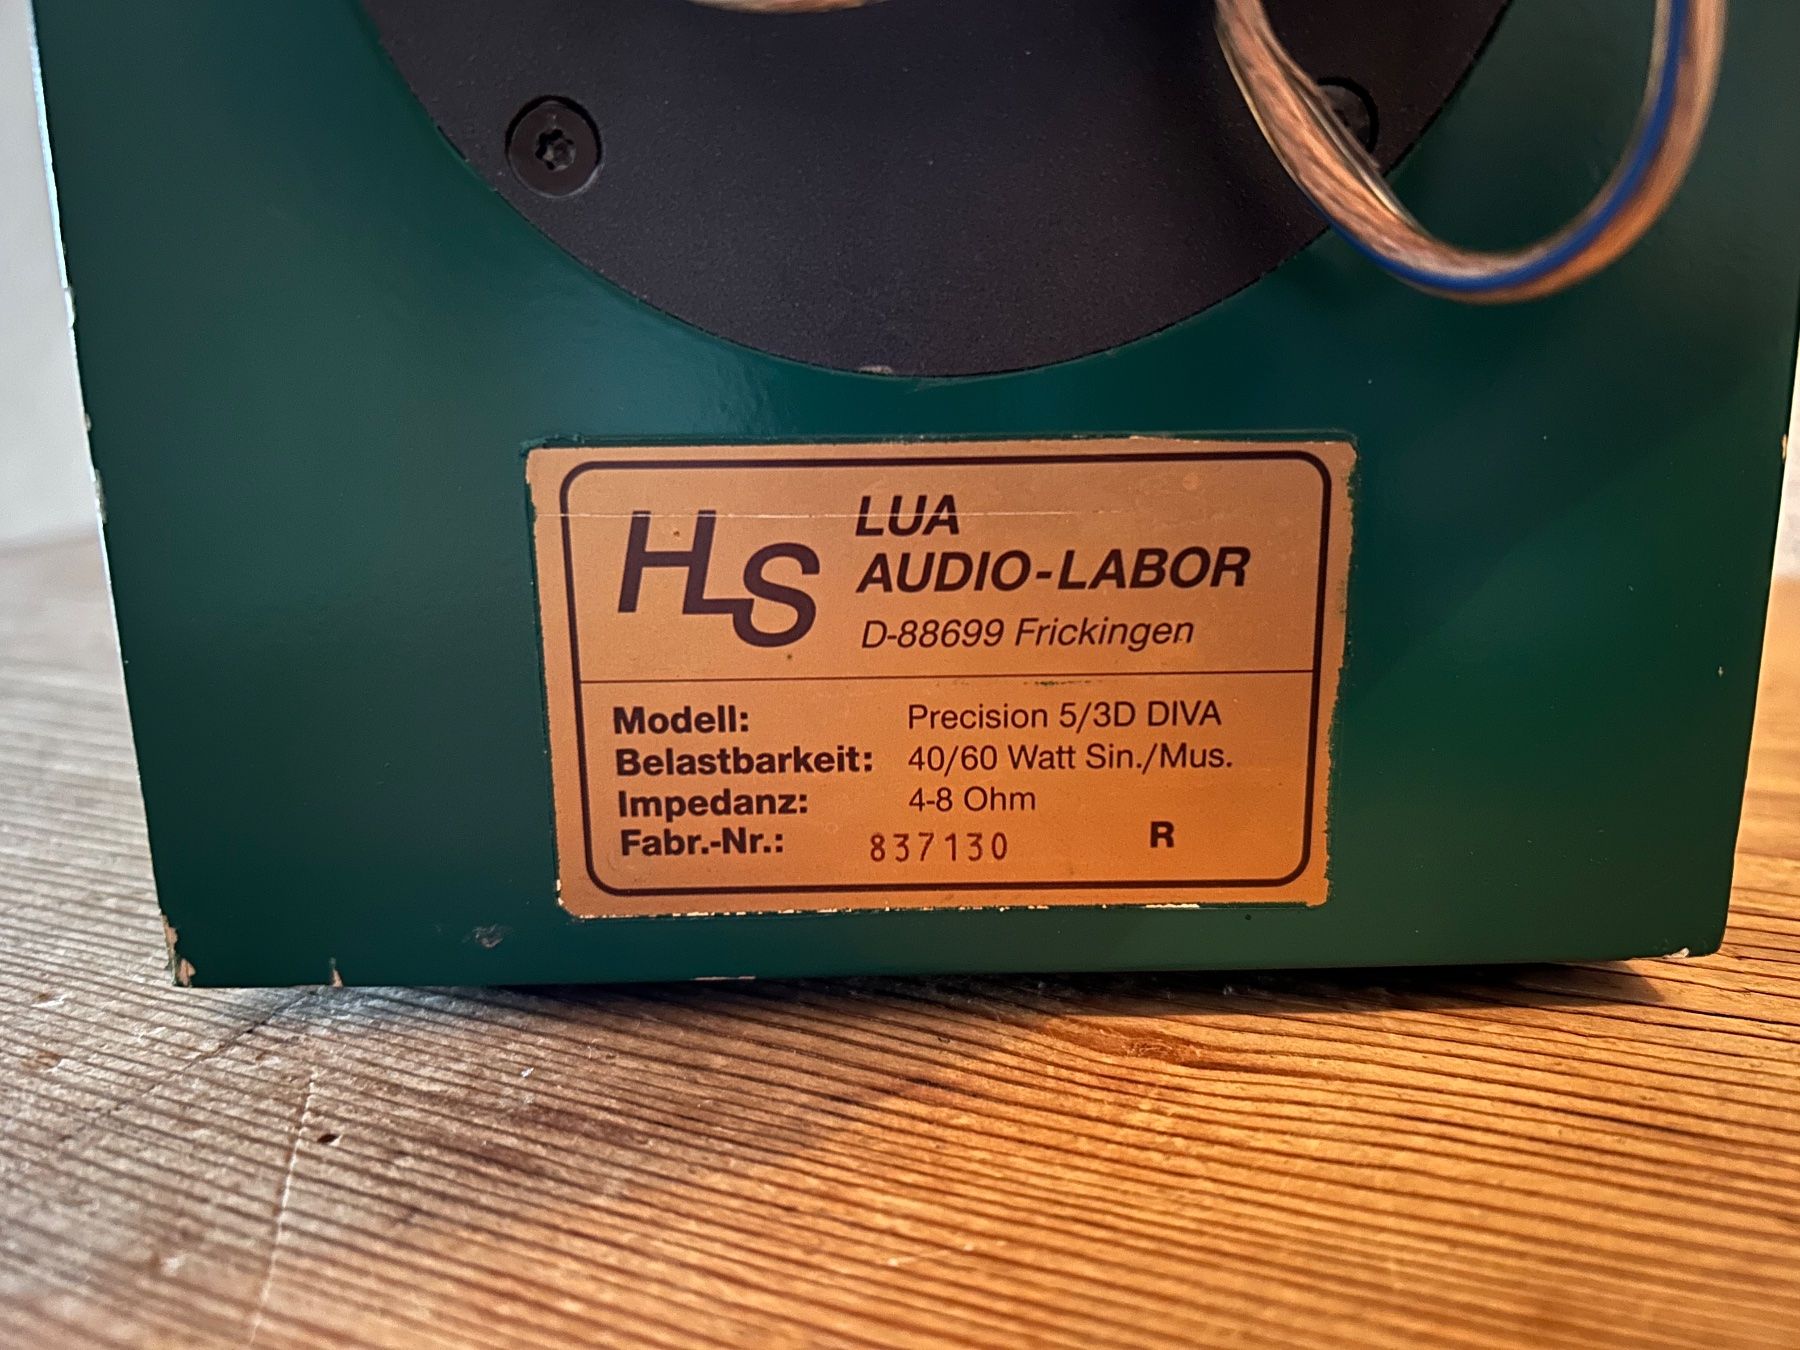 HLS
LUA
AUDIO-LABOR
D-88699 Frickingen
Modell: Precision 5/3D DIVA
Belastbarkeit: 40/60 Watt Sin./Mus.
Impedanz: 4-8 Ohm
Fabr.-Nr.: 837130 R